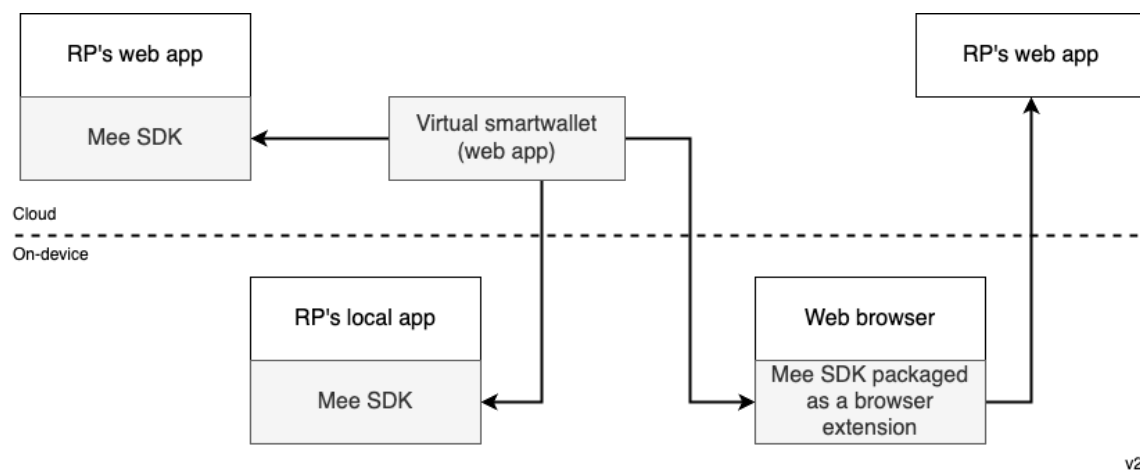 RP's web app
RP's web app
Mee SDK
Virtual smartwallet
(web app)
Cloud
On-device
RP's local app
Web browser
Mee SDK
Mee SDK packaged
as a browser
extension
v2